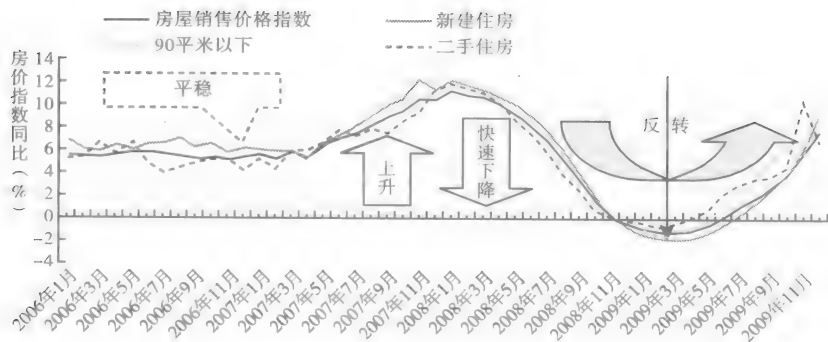 房屋销售价格指数
新建住房
90平米以下
二手住房
房价指数同比(%)
14
12
10
8
6
4
2
0
-2
-4
平稳
上升
快速下降
反转
2006年1月
2006年3月
2006年5月
2006年7月
2006年9月
2006年11月
2007年1月
2007年3月
2007年5月
2007年7月
2007年9月
2007年11月
2008年1月
2008年3月
2008年5月
2008年7月
2008年9月
2008年11月
2009年1月
2009年3月
2009年5月
2009年7月
2009年9月
2009年11月